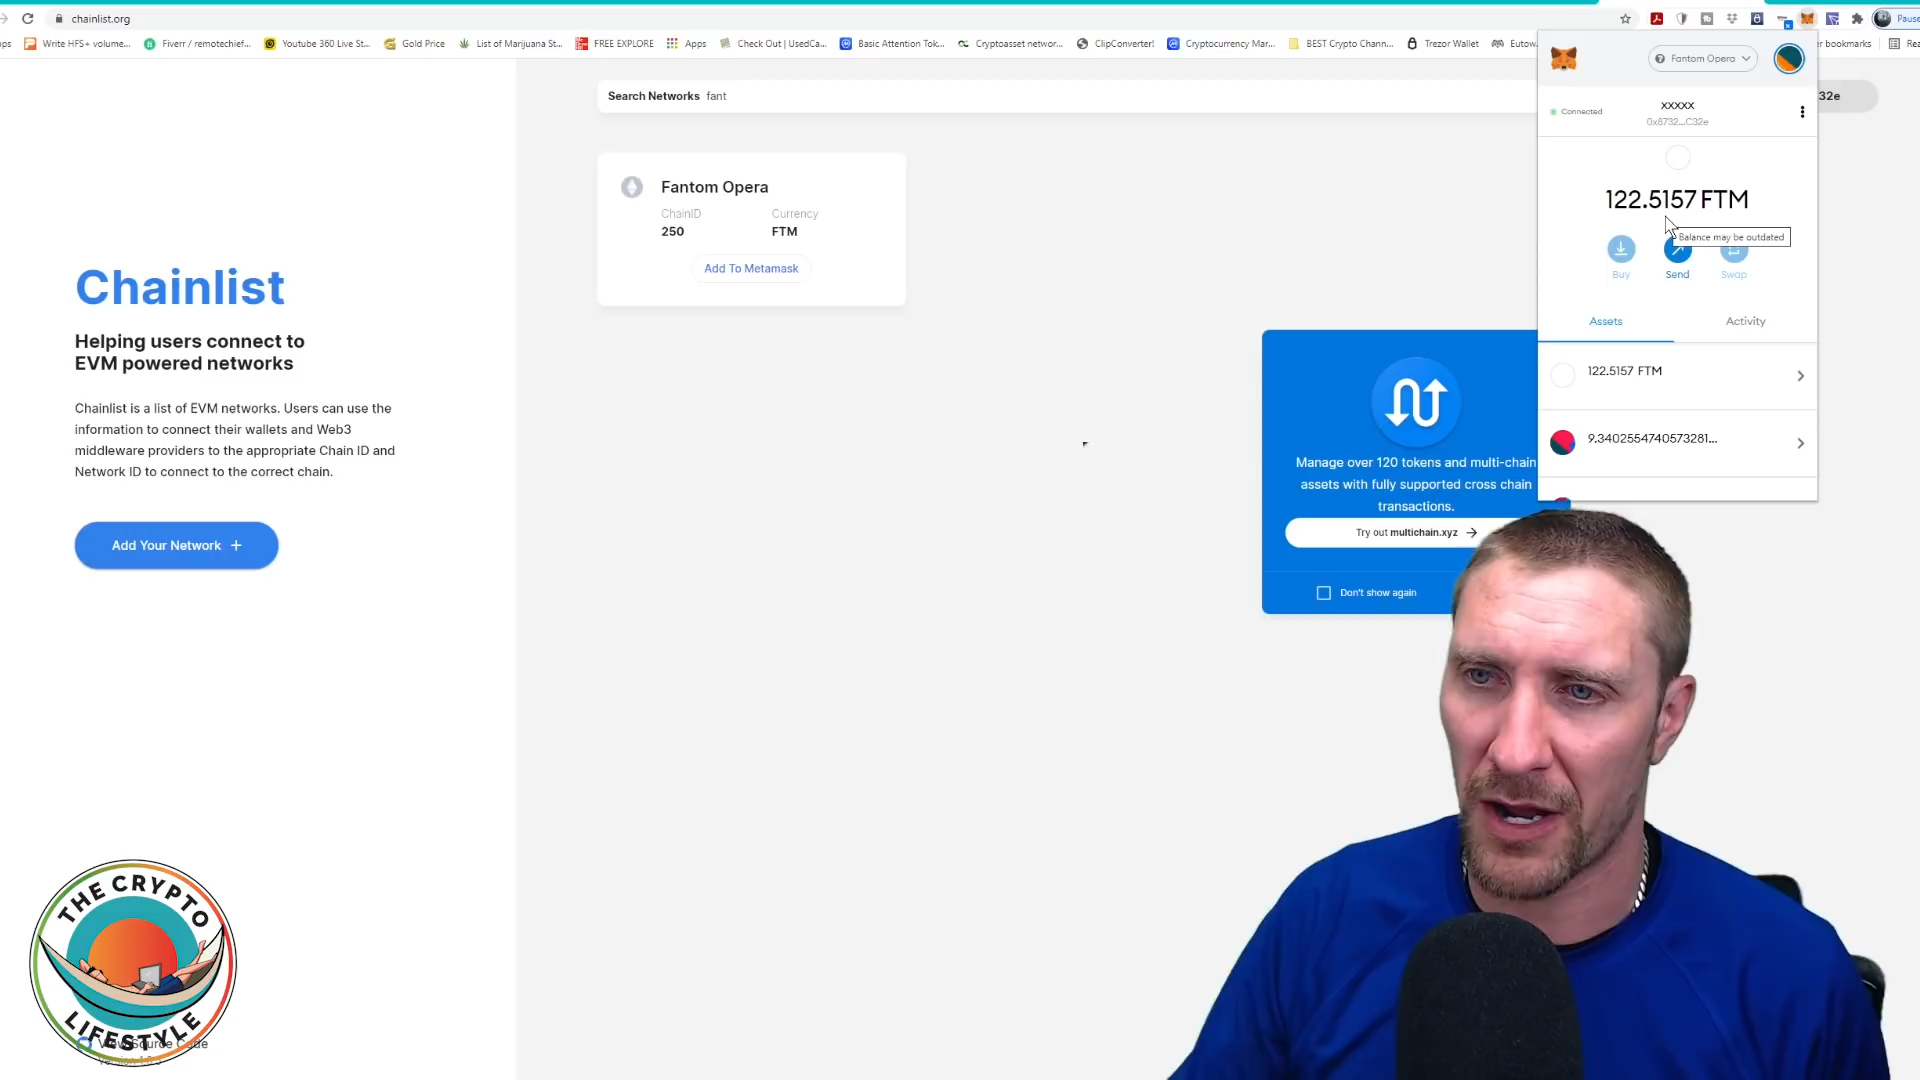 chainlist.org
Pause
Write HFS+ volume...
Fiverr / remotechief...
Youtube 360 Live St...
Gold Price
List of Marijuana St...
FREE EXPLORE
Apps
Check Out | UsedCa...
Basic Attention Tok...
Cryptoasset networ...
ClipConverter!
Cryptocurrency Mar...
BEST Crypto Chann...
Trezor Wallet
Eutow
r bookmarks
Rea
Search Networks fant
32e
Fantom Opera
ChainID Currency
250 FTM
Add To Metamask
Chainlist
Helping users connect to
EVM powered networks
Chainlist is a list of EVM networks. Users can use the
information to connect their wallets and Web3
middleware providers to the appropriate Chain ID and
Network ID to connect to the correct chain.
Add Your Network +
Manage over 120 tokens and multi-chain
assets with fully supported cross chain
transactions.
Try out multichain.xyz
Don't show again
Fantom Opera
Connected
XXXXX
0x8732...C32e
122.5157 FTM
Balance may be outdated
Buy Send Swap
Assets Activity
122.5157 FTM
9.3402554740573281...
THE CRYPTO
LIFESTYLE